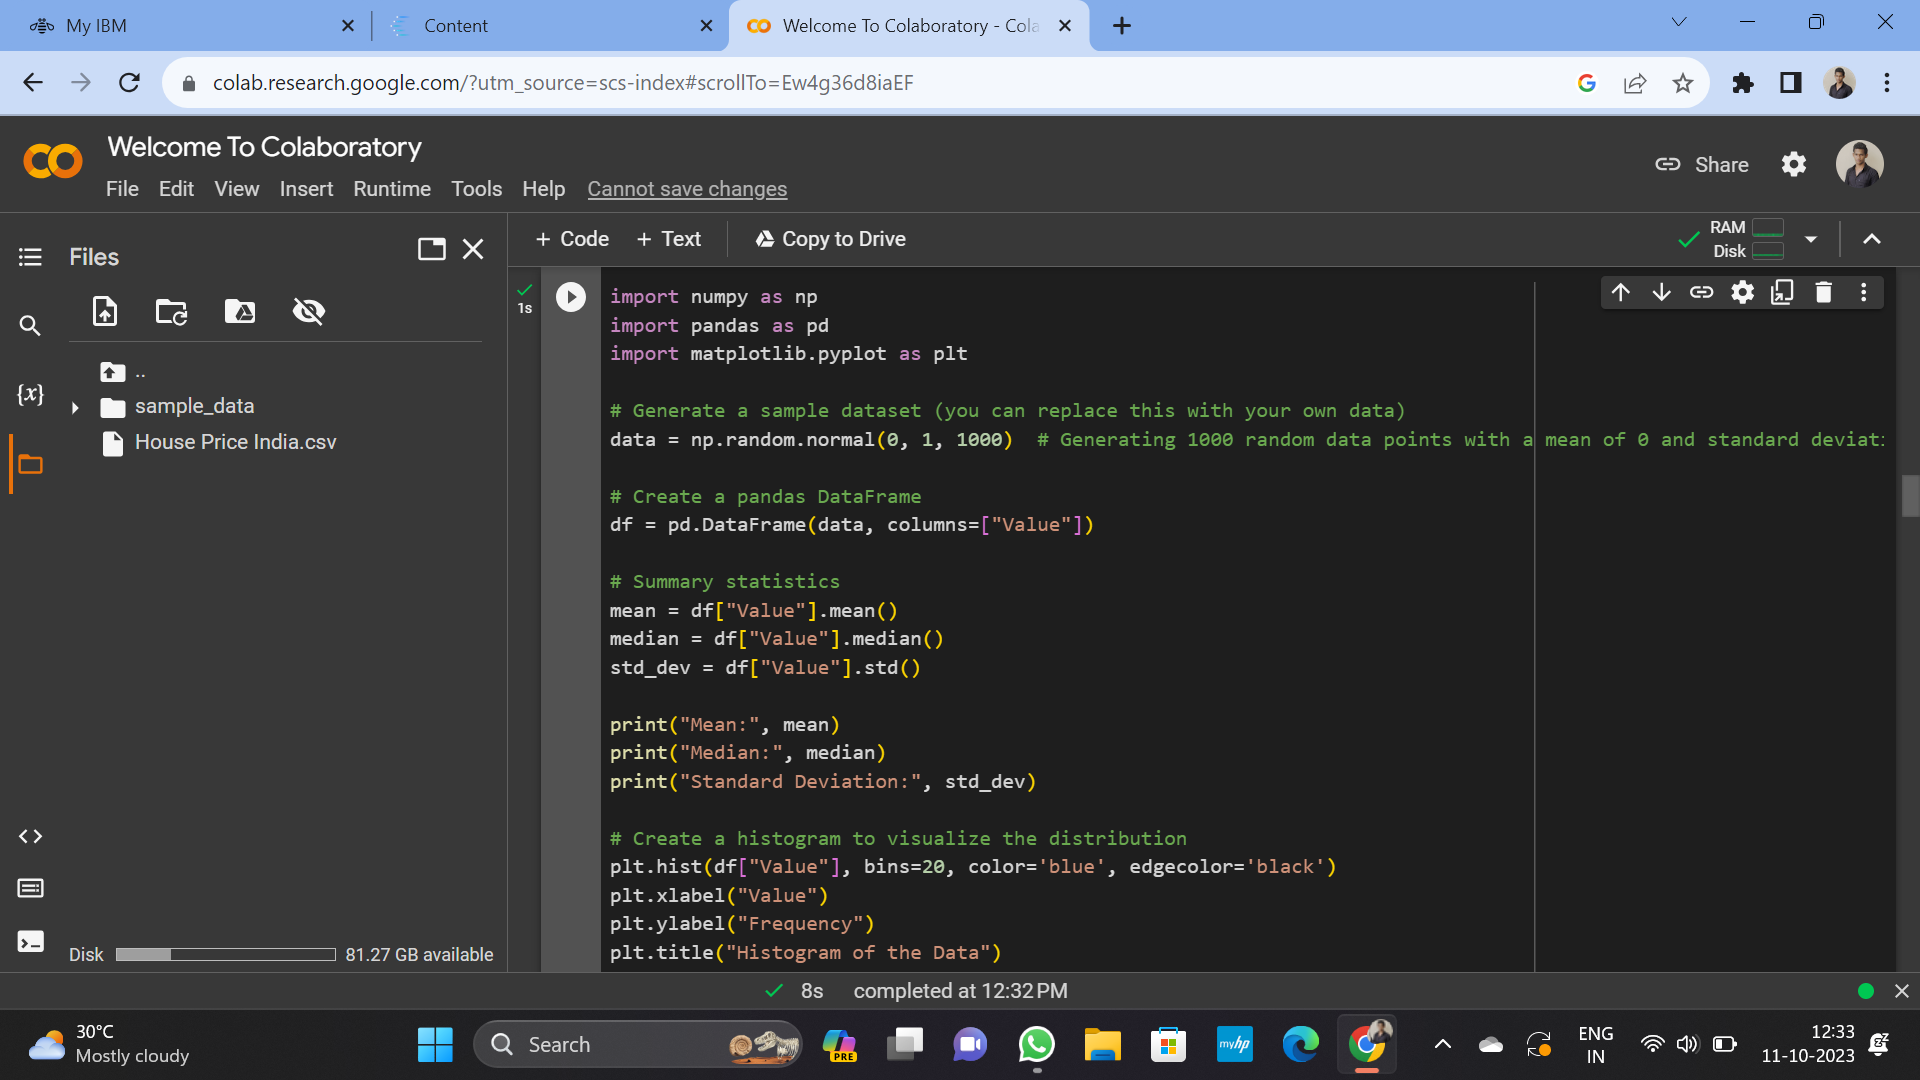 My IBM
Content
Welcome To Colaboratory - Cola
colab.research.google.com/?utm_source=scs-index#scrollTo=Ew4g36d8iaEF
Welcome To Colaboratory
File Edit View Insert Runtime Tools Help Cannot save changes
Share
Files
+ Code + Text Copy to Drive
RAM
Disk
..
sample_data
House Price India.csv
{x}
1s
import numpy as np
import pandas as pd
import matplotlib.pyplot as plt
# Generate a sample dataset (you can replace this with your own data)
data = np.random.normal(0, 1, 1000)  # Generating 1000 random data points with a mean of 0 and standard deviati
# Create a pandas DataFrame
df = pd.DataFrame(data, columns=["Value"])
# Summary statistics
mean = df["Value"].mean()
median = df["Value"].median()
std_dev = df["Value"].std()
print("Mean:", mean)
print("Median:", median)
print("Standard Deviation:", std_dev)
# Create a histogram to visualize the distribution
plt.hist(df["Value"], bins=20, color='blue', edgecolor='black')
plt.xlabel("Value")
plt.ylabel("Frequency")
plt.title("Histogram of the Data")
Disk 81.27 GB available
8s completed at 12:32 PM
30°C
Mostly cloudy
Search
PRE
myhp
ENG
IN
12:33
11-10-2023